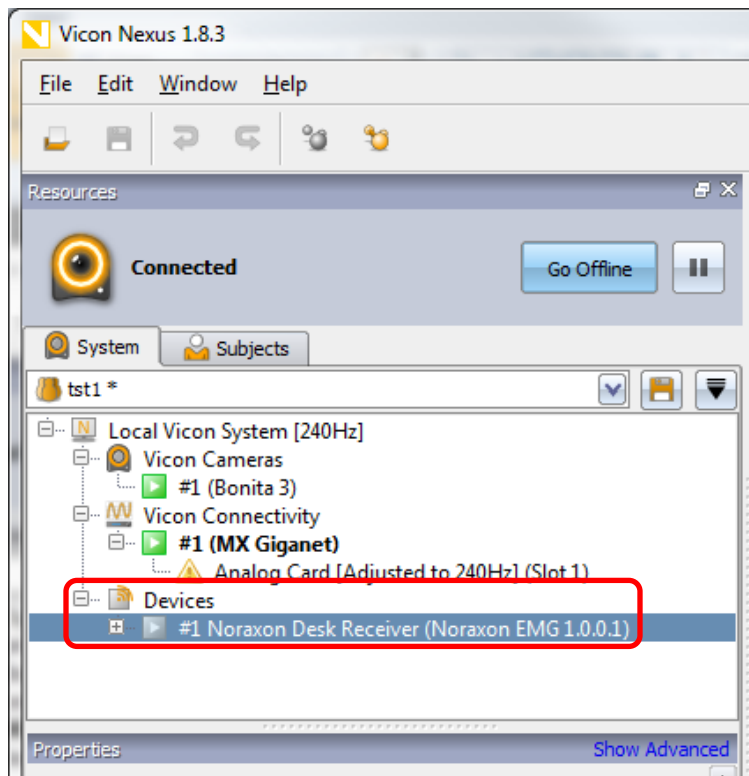 Vicon Nexus 1.8.3
File Edit Window Help
Resources
Connected
Go Offline
System Subjects
tst1 *
Local Vicon System [240Hz]
Vicon Cameras
#1 (Bonita 3)
Vicon Connectivity
#1 (MX Giganet)
Analog Card [Adjusted to 240Hz] (Slot 1)
Devices
#1 Noraxon Desk Receiver (Noraxon EMG 1.0.0.1)
Properties Show Advanced